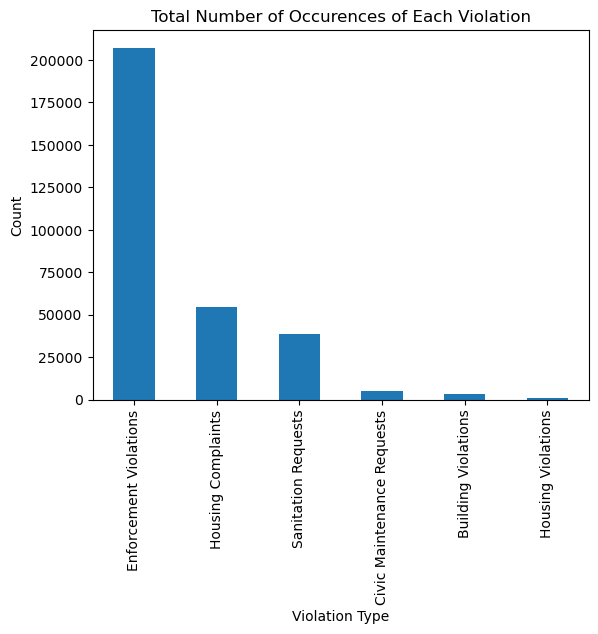 Total Number of Occurences of Each Violation
200000
175000
150000
125000
100000
75000
50000
25000
0
Count
Enforcement Violations
Housing Complaints
Sanitation Requests
Civic Maintenance Requests
Building Violations
Housing Violations
Violation Type